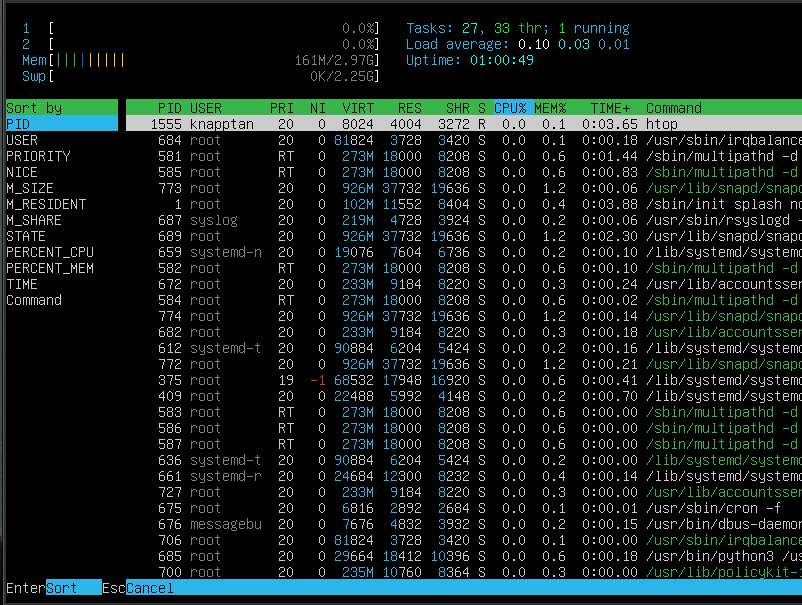 1 [ 0.0%] Tasks: 27, 33 thr; 1 running
2 [ 0.0%] Load average: 0.10 0.03 0.01
Mem[||||||||| 161M/2.97G] Uptime: 01:00:49
Swp[ 0K/2.25G]
Sort by PID USER PRI NI VIRT RES SHR S CPU% MEM% TIME+ Command
PID 1555 knapptan 20 0 8024 4004 3272 R 0.0 0.1 0:03.65 htop
USER 684 root 20 0 81824 3728 3420 S 0.0 0.1 0:00.18 /usr/sbin/irqbalance
PRIORITY 581 root RT 0 273M 18000 8208 S 0.0 0.6 0:01.44 /sbin/multipathd -d
NICE 585 root RT 0 273M 18000 8208 S 0.0 0.6 0:00.83 /sbin/multipathd -d
M_SIZE 773 root 20 0 926M 37732 19636 S 0.0 1.2 0:00.06 /usr/lib/snapd/snapd
M_RESIDENT 1 root 20 0 102M 11552 8404 S 0.0 0.4 0:03.88 /sbin/init splash no
M_SHARE 687 syslog 20 0 219M 4728 3924 S 0.0 0.2 0:00.06 /usr/sbin/rsyslogd -
STATE 689 root 20 0 926M 37732 19636 S 0.0 1.2 0:02.30 /usr/lib/snapd/snapd
PERCENT_CPU 659 systemd-n 20 0 19076 7604 6736 S 0.0 0.2 0:00.10 /lib/systemd/systemd
PERCENT_MEM 582 root RT 0 273M 18000 8208 S 0.0 0.6 0:00.10 /sbin/multipathd -d
TIME 672 root 20 0 233M 9184 8220 S 0.0 0.3 0:00.24 /usr/lib/accountsser
Command 584 root RT 0 273M 18000 8208 S 0.0 0.6 0:00.02 /sbin/multipathd -d
774 root 20 0 926M 37732 19636 S 0.0 1.2 0:00.14 /usr/lib/snapd/snapd
682 root 20 0 233M 9184 8220 S 0.0 0.3 0:00.18 /usr/lib/accountsser
612 systemd-t 20 0 90884 6204 5424 S 0.0 0.2 0:00.16 /lib/systemd/systemd
772 root 20 0 926M 37732 19636 S 0.0 1.2 0:00.21 /usr/lib/snapd/snapd
375 root 19 -1 68532 17948 16920 S 0.0 0.6 0:00.41 /lib/systemd/systemd
409 root 20 0 22488 5992 4148 S 0.0 0.2 0:00.70 /lib/systemd/systemd
583 root RT 0 273M 18000 8208 S 0.0 0.6 0:00.00 /sbin/multipathd -d
586 root RT 0 273M 18000 8208 S 0.0 0.6 0:00.00 /sbin/multipathd -d
587 root RT 0 273M 18000 8208 S 0.0 0.6 0:00.00 /sbin/multipathd -d
636 systemd-t 20 0 90884 6204 5424 S 0.0 0.2 0:00.00 /lib/systemd/systemd
661 systemd-r 20 0 24684 12300 8232 S 0.0 0.4 0:00.14 /lib/systemd/systemd
727 root 20 0 233M 9184 8220 S 0.0 0.3 0:00.00 /usr/lib/accountsser
675 root 20 0 6816 2892 2684 S 0.0 0.1 0:00.01 /usr/sbin/cron -f
676 messagebu 20 0 7676 4832 3932 S 0.0 0.2 0:00.15 /usr/bin/dbus-daemon
706 root 20 0 81824 3728 3420 S 0.0 0.1 0:00.00 /usr/sbin/irqbalance
685 root 20 0 29664 18412 10396 S 0.0 0.6 0:00.18 /usr/bin/python3 /us
700 root 20 0 235M 10760 8364 S 0.0 0.3 0:00.00 /usr/lib/policykit-1
EnterSort EscCancel